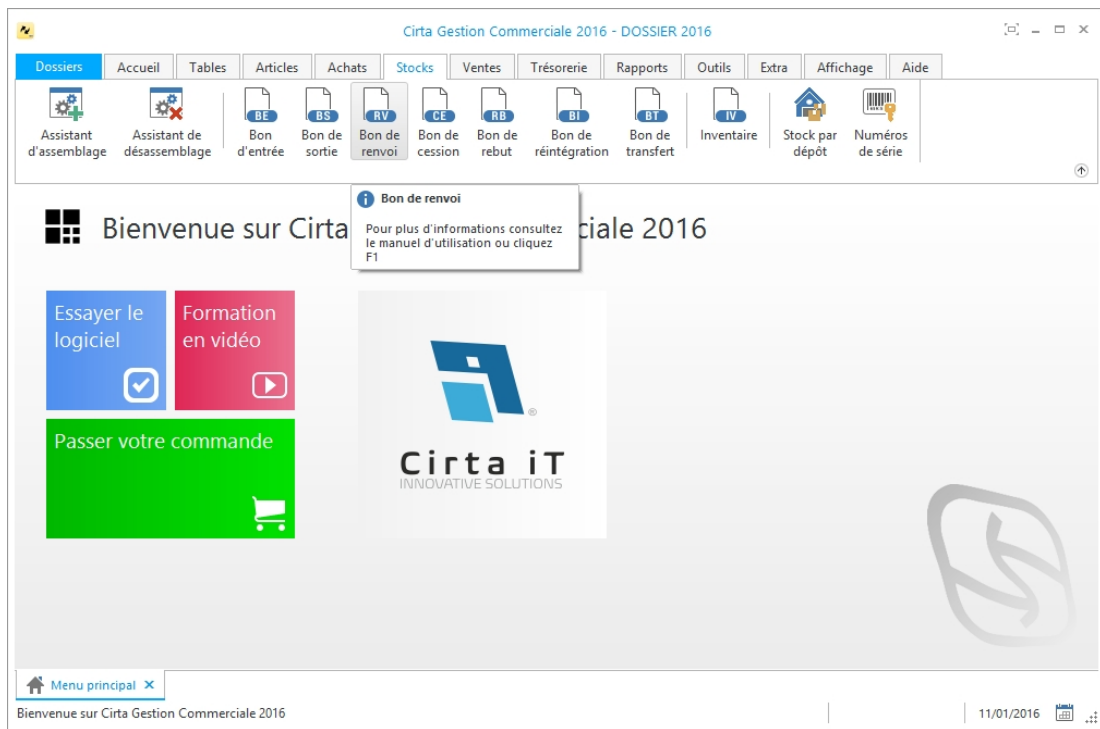 Cirta Gestion Commerciale 2016 - DOSSIER 2016
Dossiers Accueil Tables Articles Achats Stocks Ventes Trésorerie Rapports Outils Extra Affichage Aide
BE BS RV CE RB BI BT IV
Assistant d'assemblage
Assistant de désassemblage
Bon d'entrée
Bon de sortie
Bon de renvoi
Bon de cession
Bon de rebut
Bon de réintégration
Bon de transfert
Inventaire
Stock par dépôt
Numéros de série
Bon de renvoi
Pour plus d'informations consultez
le manuel d'utilisation ou cliquez
F1
Bienvenue sur Cirta ciale 2016
Essayer le
logiciel
Formation
en vidéo
Passer votre commande
Cirta iT
INNOVATIVE SOLUTIONS
Menu principal
Bienvenue sur Cirta Gestion Commerciale 2016
11/01/2016